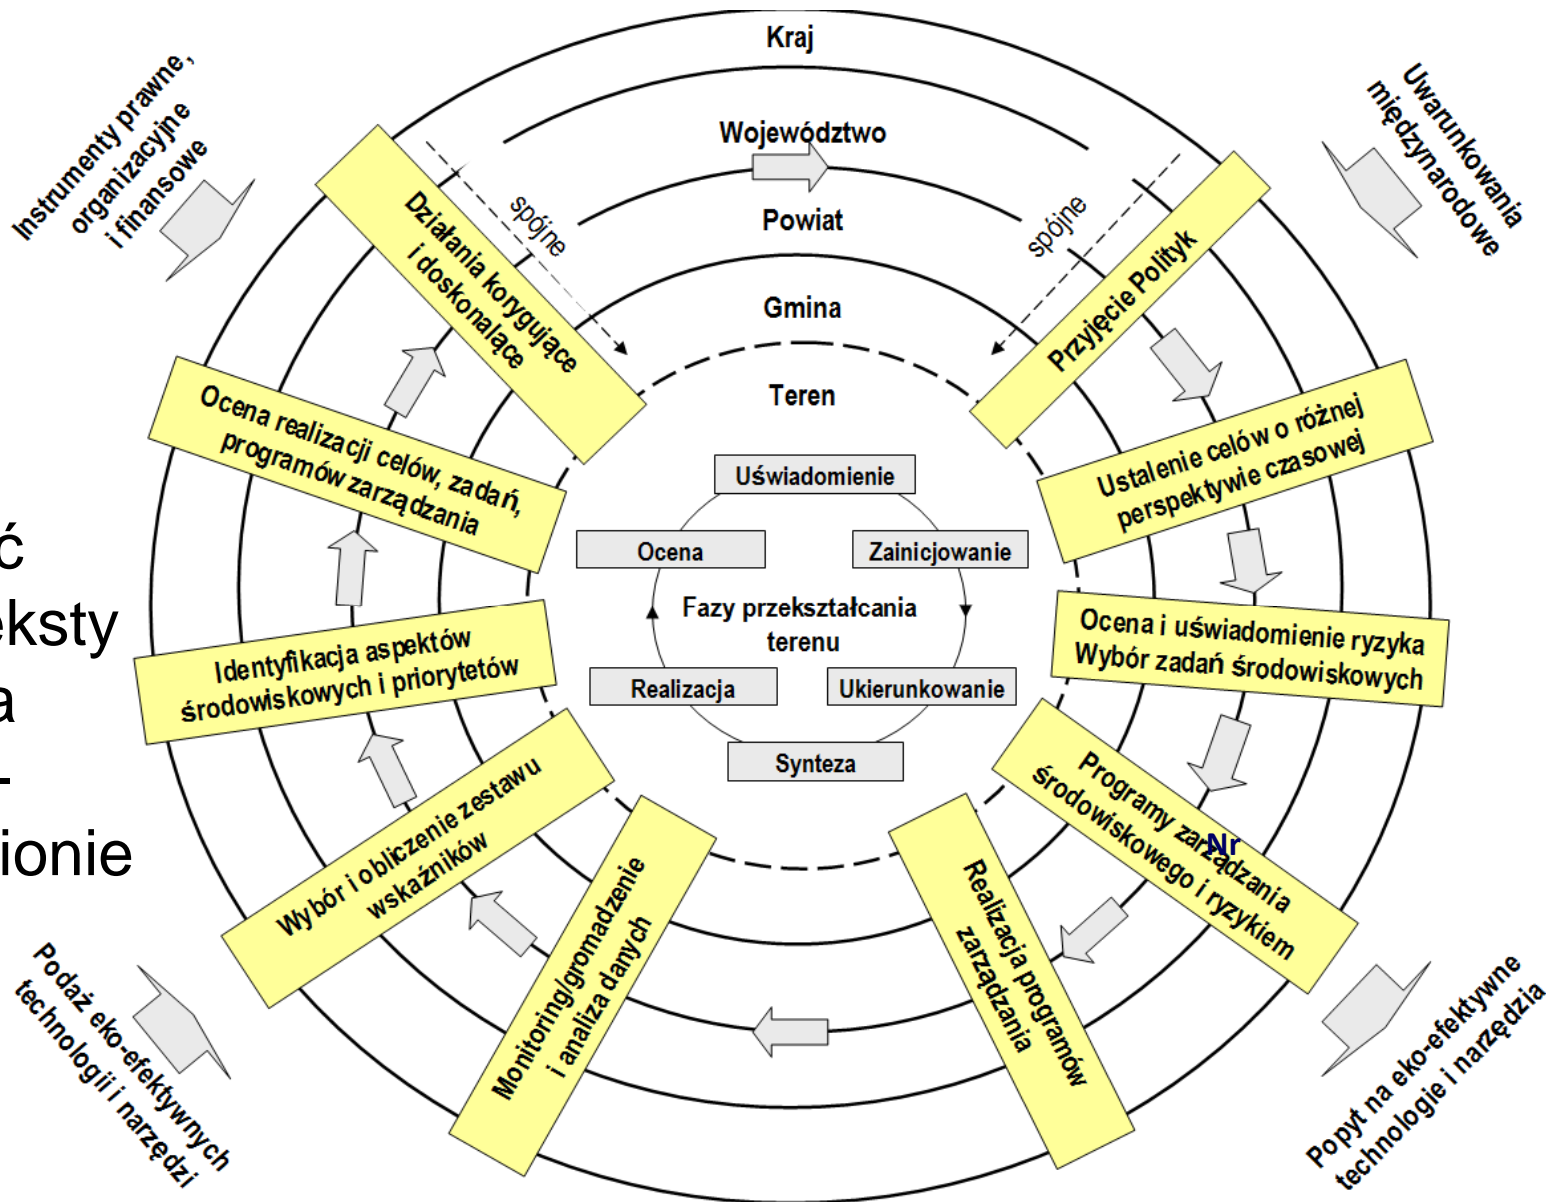 Kraj
Województwo
Powiat
Gmina
Teren
Instrumenty prawne,
organizacyjne
i finansowe
Uwarunkowania
międzynarodowe
spójne
spójne
Działania korygujące
i doskonalące
Przyjęcie Polityk
Ocena realizacji celów, zadań,
programów zarządzania
Ustalenie celów o różnej
perspektywie czasowej
Uświadomienie
Ocena
Zainicjowanie
Fazy przekształcania
terenu
Realizacja
Ukierunkowanie
Synteza
ć
eksty
a
-
ionie
Identyfikacja aspektów
środowiskowych i priorytetów
Ocena i uświadomienie ryzyka
Wybór zadań środowiskowych
Wybór i obliczenie zestawu
wskaźników
Programy zarządzania
środowiskowego i ryzykiem
Nr
Monitoring/gromadzenie
i analiza danych
Realizacja programów
zarządzania
Podaż eko-efektywnych
technologii i narzędzi
Popyt na eko-efektywne
technologie i narzędzia